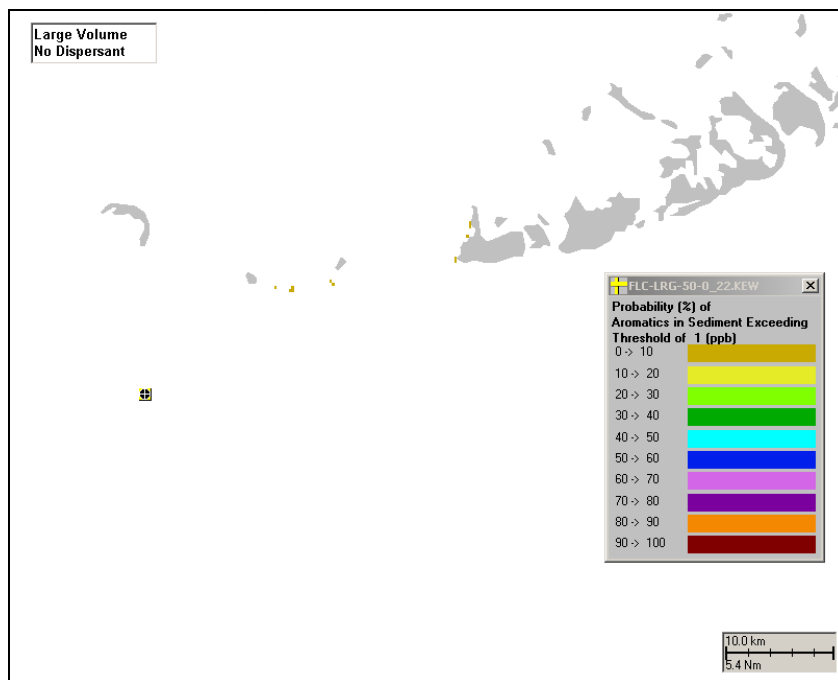 Large Volume
No Dispersant
FLC-LRG-50-0_22.KEW
Probability (%) of
Aromatics in Sediment Exceeding
Threshold of 1 (ppb)
0 -> 10
10 -> 20
20 -> 30
30 -> 40
40 -> 50
50 -> 60
60 -> 70
70 -> 80
80 -> 90
90 -> 100
10.0 km
5.4 Nm